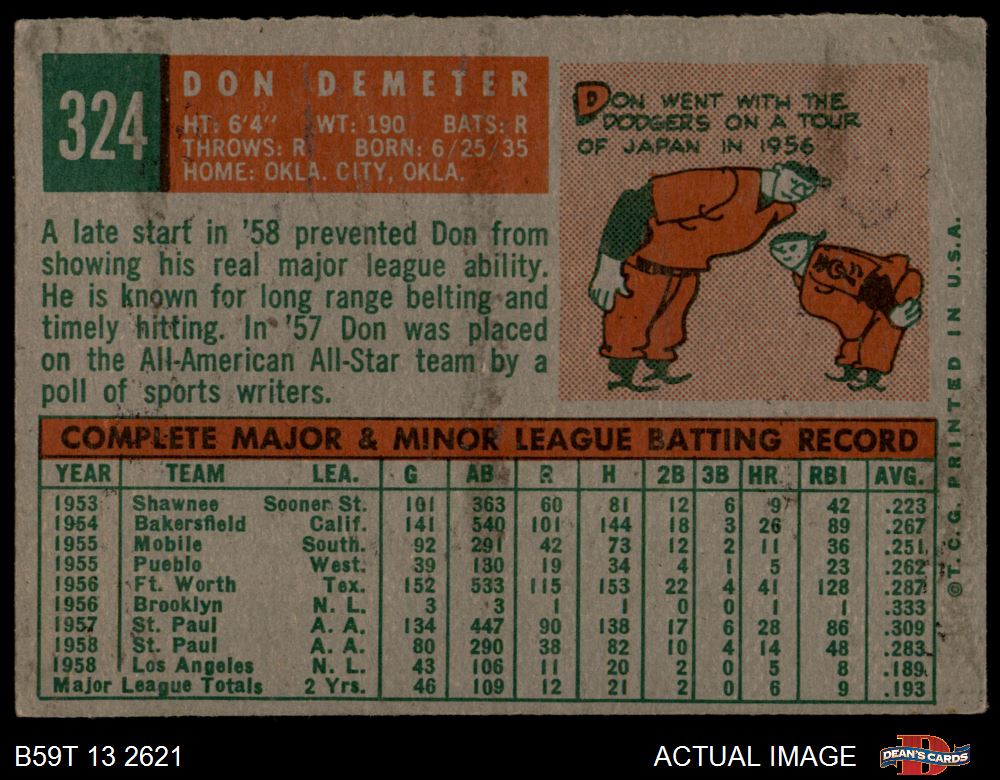 324
DON DEMETER
HT: 6'4" WT: 190 BATS: R
THROWS: R BORN: 6/25/35
HOME: OKLA. CITY, OKLA.
DON WENT WITH THE
DODGERS ON A TOUR
OF JAPAN IN 1956
A late start in '58 prevented Don from
showing his real major league ability.
He is known for long range belting and
timely hitting. In '57 Don was placed
on the All-American All-Star team by a
poll of sports writers.
COMPLETE MAJOR & MINOR LEAGUE BATTING RECORD
YEAR TEAM LEA. G AB R H 2B 3B HR RBI AVG.
1953 Shawnee Sooner St. 101 363 60 81 12 6 9 42 .223
1954 Bakersfield Calif. 141 540 101 144 18 3 26 89 .267
1955 Mobile South. 92 291 42 73 12 2 11 36 .251
1955 Pueblo West. 39 130 19 34 4 1 5 23 .262
1956 Ft. Worth Tex. 152 533 115 153 22 4 41 128 .287
1956 Brooklyn N. L. 3 3 1 1 0 0 1 1 .333
1957 St. Paul A. A. 134 447 90 138 17 6 28 86 .309
1958 St. Paul A. A. 80 290 38 82 10 4 14 48 .283
1958 Los Angeles N. L. 43 106 11 20 2 0 5 8 .189
Major League Totals 2 Yrs. 46 109 12 21 2 0 6 9 .193
© T. C. G. PRINTED IN U.S.A.
B59T 13 2621
ACTUAL IMAGE
DEAN'S CARDS